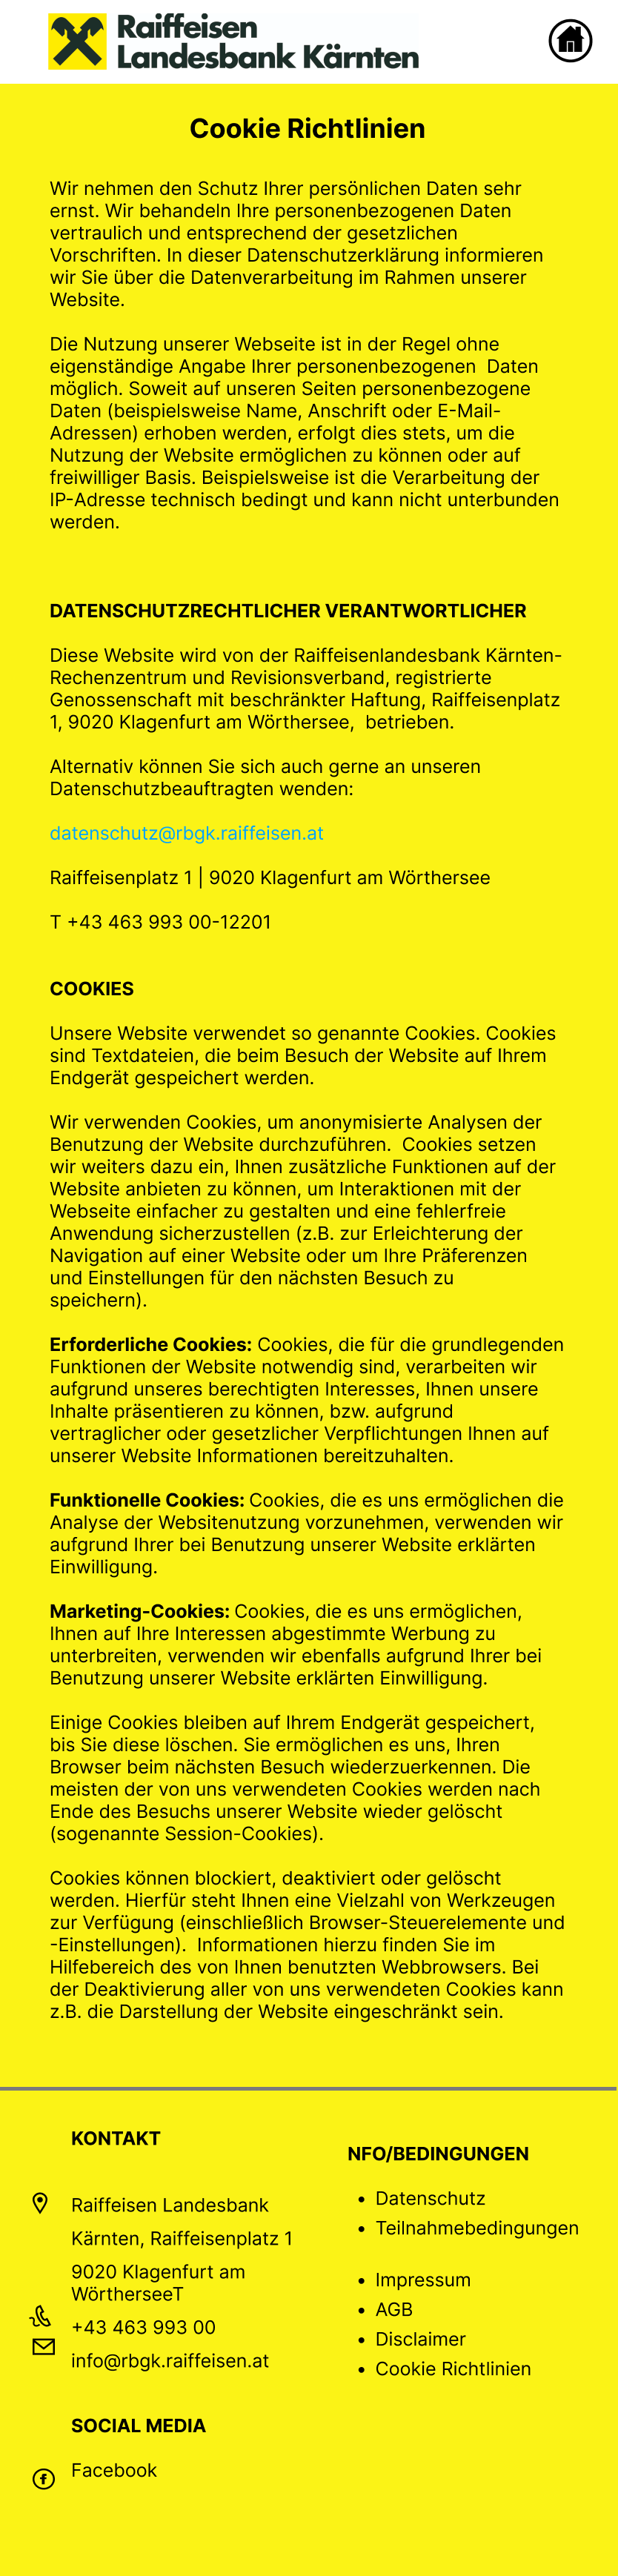 Raiffeisen
Landesbank Kärnten
Cookie Richtlinien
Wir nehmen den Schutz Ihrer persönlichen Daten sehr
ernst. Wir behandeln Ihre personenbezogenen Daten
vertraulich und entsprechend der gesetzlichen
Vorschriften. In dieser Datenschutzerklärung informieren
wir Sie über die Datenverarbeitung im Rahmen unserer
Website.
Die Nutzung unserer Webseite ist in der Regel ohne
eigenständige Angabe Ihrer personenbezogenen  Daten
möglich. Soweit auf unseren Seiten personenbezogene
Daten (beispielsweise Name, Anschrift oder E-Mail-
Adressen) erhoben werden, erfolgt dies stets, um die
Nutzung der Website ermöglichen zu können oder auf
freiwilliger Basis. Beispielsweise ist die Verarbeitung der
IP-Adresse technisch bedingt und kann nicht unterbunden
werden.
DATENSCHUTZRECHTLICHER VERANTWORTLICHER
Diese Website wird von der Raiffeisenlandesbank Kärnten-
Rechenzentrum und Revisionsverband, registrierte
Genossenschaft mit beschränkter Haftung, Raiffeisenplatz
1, 9020 Klagenfurt am Wörthersee,  betrieben.
Alternativ können Sie sich auch gerne an unseren
Datenschutzbeauftragten wenden:
datenschutz@rbgk.raiffeisen.at
Raiffeisenplatz 1 | 9020 Klagenfurt am Wörthersee
T +43 463 993 00-12201
COOKIES
Unsere Website verwendet so genannte Cookies. Cookies
sind Textdateien, die beim Besuch der Website auf Ihrem
Endgerät gespeichert werden.
Wir verwenden Cookies, um anonymisierte Analysen der
Benutzung der Website durchzuführen.  Cookies setzen
wir weiters dazu ein, Ihnen zusätzliche Funktionen auf der
Website anbieten zu können, um Interaktionen mit der
Webseite einfacher zu gestalten und eine fehlerfreie
Anwendung sicherzustellen (z.B. zur Erleichterung der
Navigation auf einer Website oder um Ihre Präferenzen
und Einstellungen für den nächsten Besuch zu
speichern).
Erforderliche Cookies: Cookies, die für die grundlegenden
Funktionen der Website notwendig sind, verarbeiten wir
aufgrund unseres berechtigten Interesses, Ihnen unsere
Inhalte präsentieren zu können, bzw. aufgrund
vertraglicher oder gesetzlicher Verpflichtungen Ihnen auf
unserer Website Informationen bereitzuhalten.
Funktionelle Cookies: Cookies, die es uns ermöglichen die
Analyse der Websitenutzung vorzunehmen, verwenden wir
aufgrund Ihrer bei Benutzung unserer Website erklärten
Einwilligung.
Marketing-Cookies: Cookies, die es uns ermöglichen,
Ihnen auf Ihre Interessen abgestimmte Werbung zu
unterbreiten, verwenden wir ebenfalls aufgrund Ihrer bei
Benutzung unserer Website erklärten Einwilligung.
Einige Cookies bleiben auf Ihrem Endgerät gespeichert,
bis Sie diese löschen. Sie ermöglichen es uns, Ihren
Browser beim nächsten Besuch wiederzuerkennen. Die
meisten der von uns verwendeten Cookies werden nach
Ende des Besuchs unserer Website wieder gelöscht
(sogenannte Session-Cookies).
Cookies können blockiert, deaktiviert oder gelöscht
werden. Hierfür steht Ihnen eine Vielzahl von Werkzeugen
zur Verfügung (einschließlich Browser-Steuerelemente und
-Einstellungen).  Informationen hierzu finden Sie im
Hilfebereich des von Ihnen benutzten Webbrowsers. Bei
der Deaktivierung aller von uns verwendeten Cookies kann
z.B. die Darstellung der Website eingeschränkt sein.
KONTAKT
Raiffeisen Landesbank
Kärnten, Raiffeisenplatz 1
9020 Klagenfurt am
WörtherseeT
+43 463 993 00
info@rbgk.raiffeisen.at
SOCIAL MEDIA
Facebook
NFO/BEDINGUNGEN
• Datenschutz
• Teilnahmebedingungen
• Impressum
• AGB
• Disclaimer
• Cookie Richtlinien